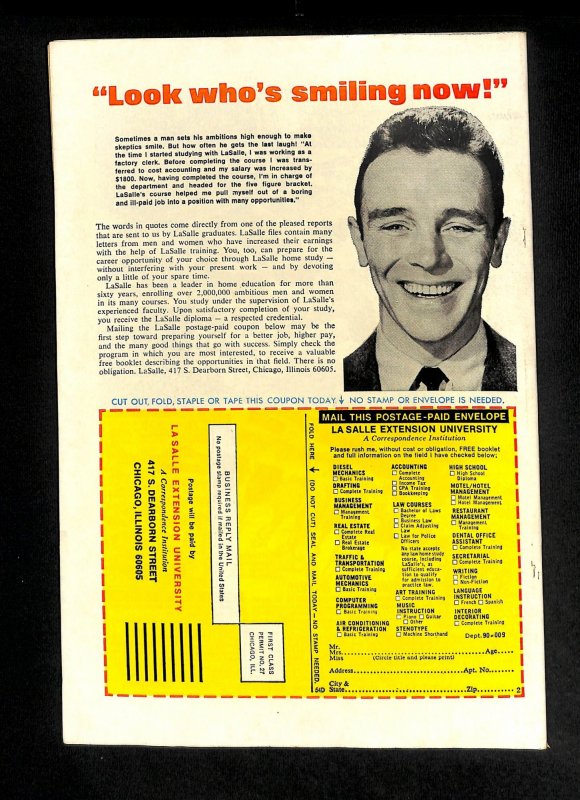 “Look who’s smiling now!”
Sometimes a man sets his ambitions high enough to make
skeptics smile. But how often he gets the last laugh! “At
the time I started studying with LaSalle, I was working as a
factory clerk. Before completing the course I was trans-
ferred to cost accounting and my salary was increased by
$1800. Now, having completed the course, I’m in charge of
the department and headed for the five figure bracket.
LaSalle’s course helped me pull myself out of a boring
and ill-paid job into a position with many opportunities.”
The words in quotes come directly from one of the pleased reports
that are sent to us by LaSalle graduates. LaSalle files contain many
letters from men and women who have increased their earnings
with the help of LaSalle training. You, too, can prepare for the
career opportunity of your choice through LaSalle home study —
without interfering with your present work — and by devoting
only a little of your spare time.
LaSalle has been a leader in home education for more than
sixty years, enrolling over 2,000,000 ambitious men and women
in its many courses. You study under the supervision of LaSalle’s
experienced faculty. Upon satisfactory completion of your study,
you receive the LaSalle diploma — a respected credential.
Mailing the LaSalle postage-paid coupon below may be the
first step toward preparing yourself for a better job, higher pay,
and the many good things that go with success. Simply check the
program in which you are most interested, to receive a valuable
free booklet describing the opportunities in that field. There is no
obligation. LaSalle, 417 S. Dearborn Street, Chicago, Illinois 60605.
CUT OUT, FOLD, STAPLE OR TAPE THIS COUPON TODAY. ↓ NO STAMP OR ENVELOPE IS NEEDED.
BUSINESS REPLY MAIL
No postage stamp required if mailed in the United States
Postage will be paid by
LA SALLE EXTENSION UNIVERSITY
A Correspondence Institution
417 S. DEARBORN STREET
CHICAGO, ILLINOIS 60605
FIRST CLASS
PERMIT NO. 27
CHICAGO, ILL.
FOLD HERE → (DO NOT CUT) SEAL AND MAIL TODAY—NO STAMP NEEDED.
MAIL THIS POSTAGE-PAID ENVELOPE
LA SALLE EXTENSION UNIVERSITY
A Correspondence Institution
Please rush me, without cost or obligation, FREE booklet
and full information on the field I have checked below:
DIESEL
MECHANICS
□ Basic Training
DRAFTING
□ Complete Training
BUSINESS
MANAGEMENT
□ Management
Training
REAL ESTATE
□ Complete Real
Estate
□ Real Estate
Brokerage
TRAFFIC &
TRANSPORTATION
□ Complete Training
AUTOMOTIVE
MECHANICS
□ Basic Training
COMPUTER
PROGRAMMING
□ Basic Training
AIR CONDITIONING
& REFRIGERATION
□ Basic Training
ACCOUNTING
□ Complete
Accounting
□ Income Tax
□ CPA Training
□ Bookkeeping
LAW COURSES
□ Bachelor of Laws
Degree
□ Business Law
□ Claim Adjusting
Law
□ Law for Police
Officers
No state accepts
any law home study
course, including
LaSalle’s, as
sufficient educa-
tion to qualify
for admission to
practice law.
ART TRAINING
□ Complete Training
MUSIC
INSTRUCTION
□ Piano □ Guitar
□ Other
STENOTYPE
□ Machine Shorthand
HIGH SCHOOL
□ High School
Diploma
MOTEL/HOTEL
MANAGEMENT
□ Motel Management
□ Hotel Management
RESTAURANT
MANAGEMENT
□ Management
Training
DENTAL OFFICE
ASSISTANT
□ Complete Training
SECRETARIAL
□ Complete Training
WRITING
□ Fiction
□ Non-Fiction
LANGUAGE
INSTRUCTION
□ French □ Spanish
INTERIOR
DECORATING
□ Complete Training
Dept. 90-009
Mr.
Mrs. Age
Miss (Circle title and please print)
Address Apt. No.
City &
State Zip
54D
2